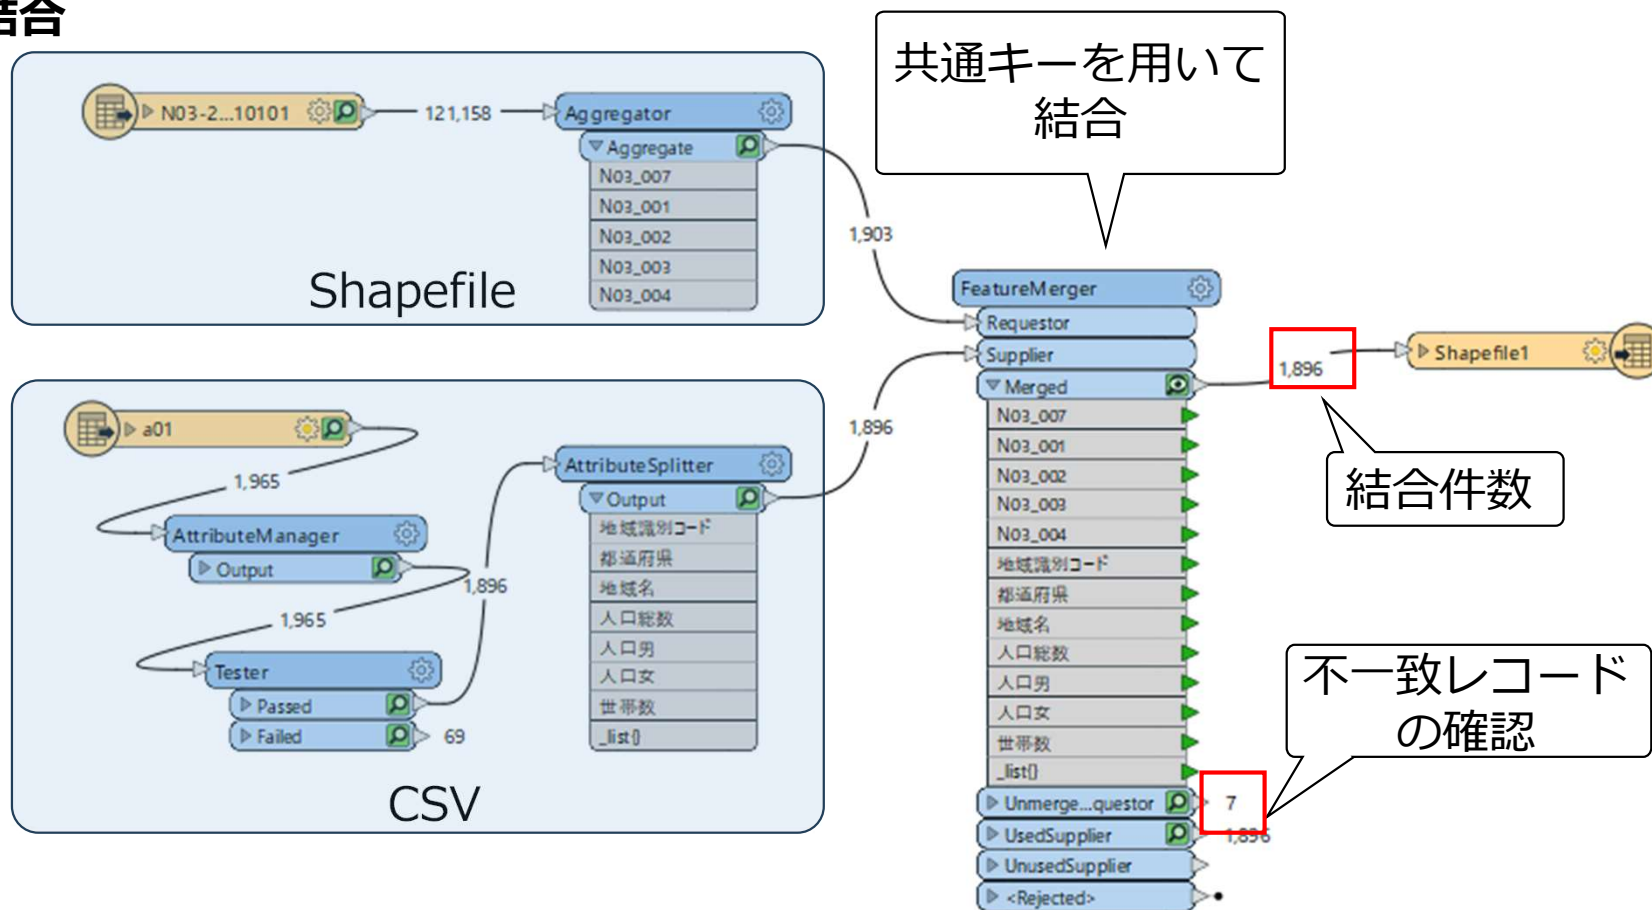 結合
共通キーを用いて
結合
N03-2...10101
121,158
Aggregator
Aggregate
N03_007
N03_001
N03_002
N03_003
N03_004
Shapefile
1,903
FeatureMerger
Requestor
Supplier
Merged
N03_007
N03_001
N03_002
N03_003
N03_004
地域識別コード
都道府県
地域名
人口総数
人口男
人口女
世帯数
_list{}
Unmerge...questor
7
UsedSupplier
1,896
UnusedSupplier
<Rejected>
1,896
Shapefile1
結合件数
不一致レコード
の確認
a01
1,965
AttributeManager
Output
1,965
Tester
Passed
Failed
69
1,896
AttributeSplitter
Output
地域識別コード
都道府県
地域名
人口総数
人口男
人口女
世帯数
_list{}
1,896
CSV